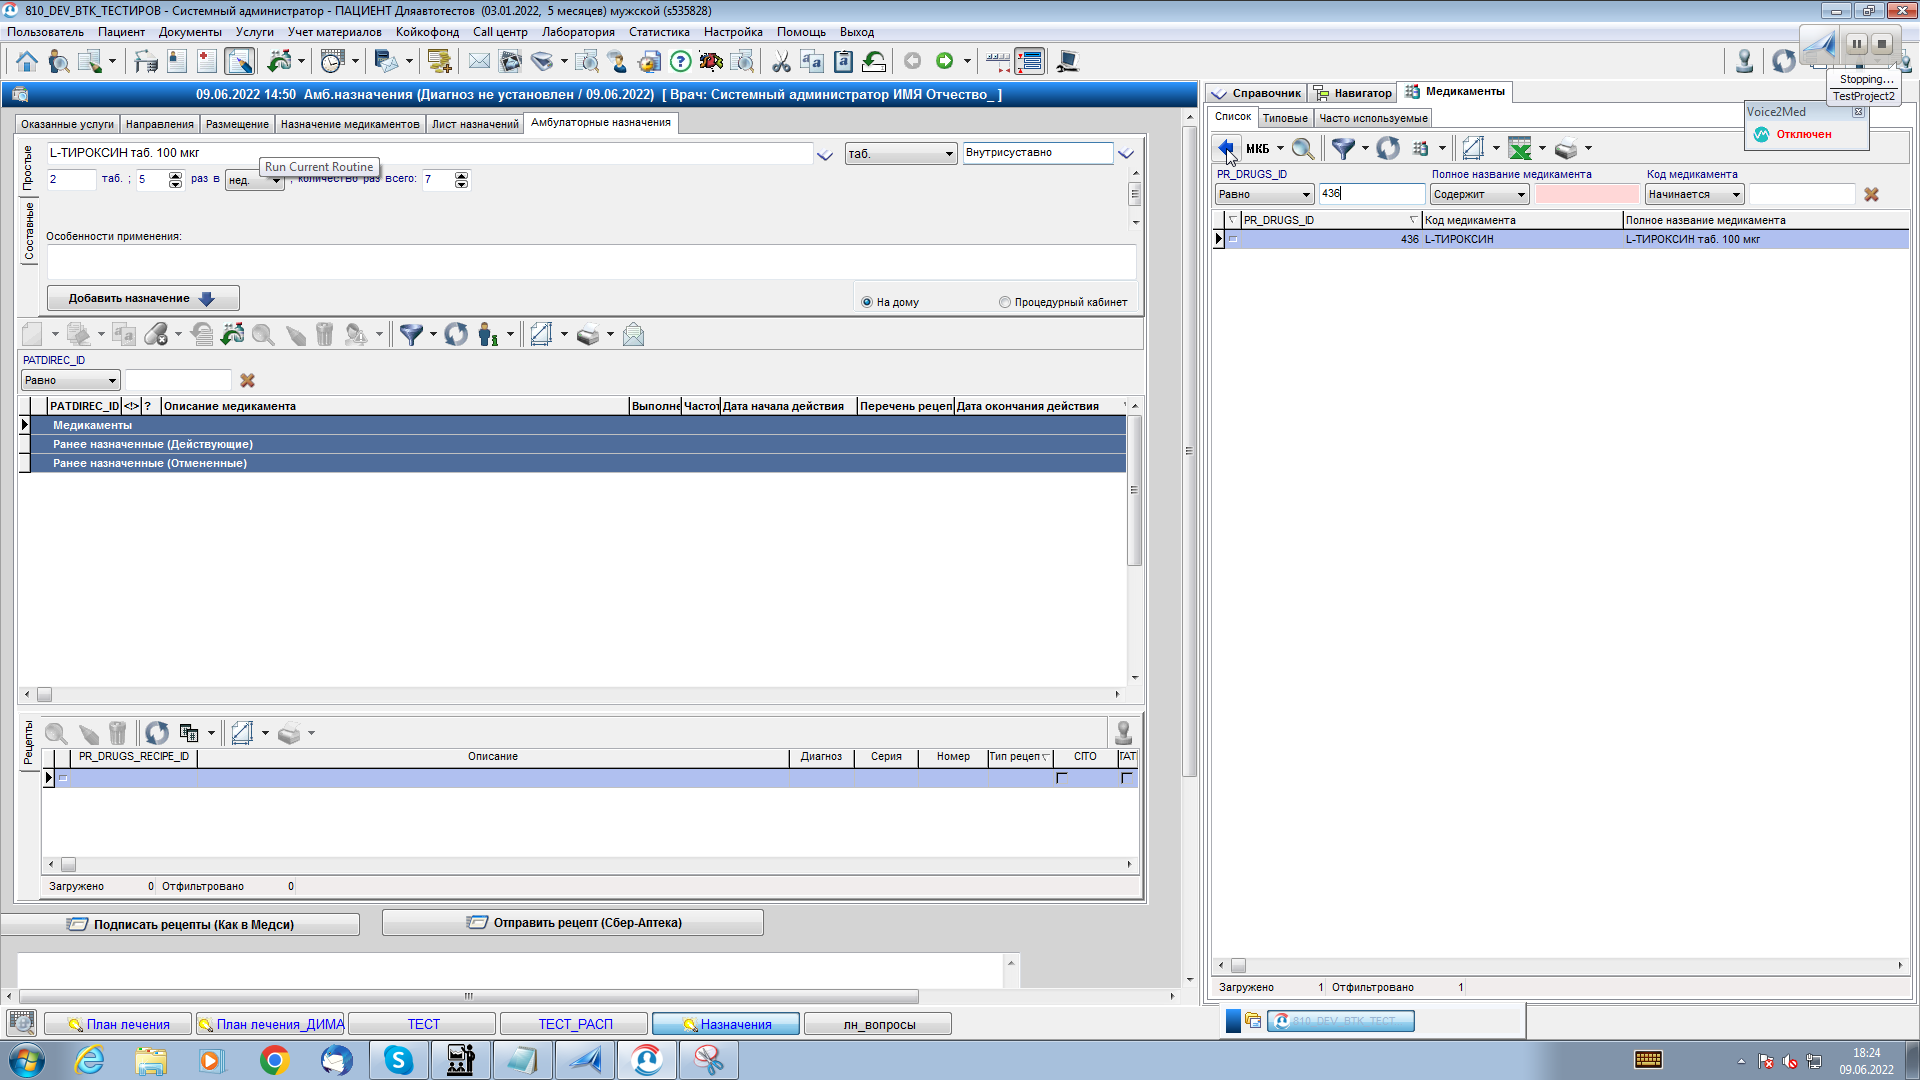 810_DEV_BTK_ТЕСТИРОВ - Системный администратор - ПАЦИЕНТ Дляавтотестов (03.01.2022, 5 месяцев) мужской (s535828)
Пользователь Пациент Документы Услуги Учет материалов Койкофонд Call центр Лаборатория Статистика Настройка Помощь Выход
Stopping...
TestProject2
09.06.2022 14:50 Амб.назначения (Диагноз не установлен / 09.06.2022) [ Врач: Системный администратор ИМЯ Отчество_ ]
Справочник Навигатор Медикаменты
Voice2Med
Отключен
Оказанные услуги Направления Размещение Назначение медикаментов Лист назначений Амбулаторные назначения
Список Типовые Часто используемые
Простые
Составные
L-ТИРОКСИН таб. 100 мкг таб. Внутрисуставно
Run Current Routine
2 таб. ; 5 раз в нед. , количество раз всего: 7
Особенности применения:
Добавить назначение
На дому Процедурный кабинет
МКБ
PR_DRUGS_ID Полное название медикамента Код медикамента
Равно 436 Содержит Начинается
PR_DRUGS_ID Код медикамента Полное название медикамента
436 L-ТИРОКСИН L-ТИРОКСИН таб. 100 мкг
PATDIREC_ID
Равно
PATDIREC_ID <!> ? Описание медикамента Выполне Частот Дата начала действия Перечень рецеп Дата окончания действия
Медикаменты
Ранее назначенные (Действующие)
Ранее назначенные (Отмененные)
Рецепты
PR_DRUGS_RECIPE_ID Описание Диагноз Серия Номер Тип рецеп CITO
Загружено 0 Отфильтровано 0
Подписать рецепты (Как в Медси) Отправить рецепт (Сбер-Аптека)
Загружено 1 Отфильтровано 1
План лечения План лечения_ДИМА ТЕСТ ТЕСТ_РАСП Назначения лн_вопросы
810_DEV_BTK_ТЕСТ
18:24
09.06.2022